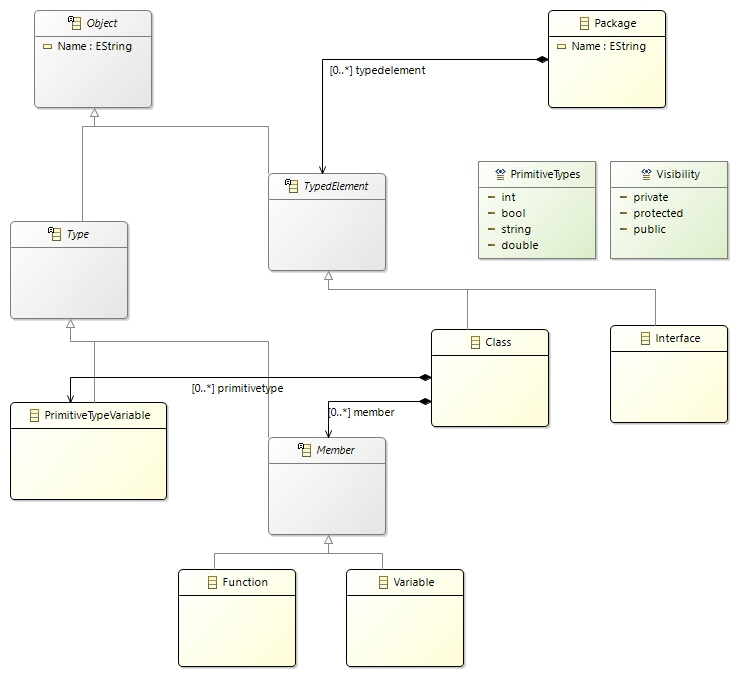 Object
Name : EString
Package
Name : EString
[0..*] typedelement
TypedElement
PrimitiveTypes
int
bool
string
double
Visibility
private
protected
public
Type
Class
Interface
[0..*] primitivetype
PrimitiveTypeVariable
[0..*] member
Member
Function
Variable